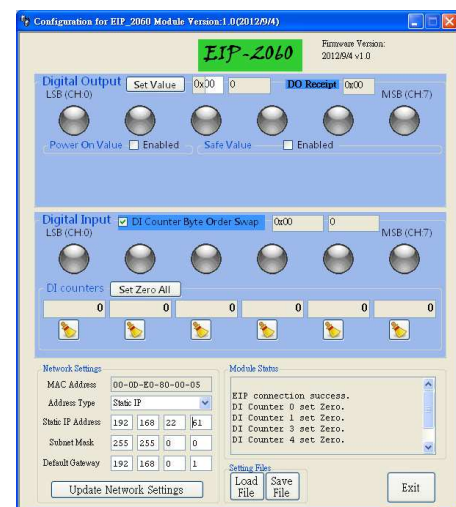 Configuration for EIP_2060 Module Version:1.0(2012/9/4)
EIP-2060
Firmware Version:
2012/9/4 v1.0
Digital Output Set Value 0x00 0 DO Receipt 0x00
LSB (CH:0) MSB (CH:7)
Power On Value Enabled Safe Value Enabled
Digital Input DI Counter Byte Order Swap 0x00 0
LSB (CH:0) MSB (CH:7)
DI counters Set Zero All
0 0 0 0 0 0
Network Settings
MAC Address 00-0D-E0-80-00-05
Address Type Static IP
Static IP Address 192 168 22 61
Subnet Mask 255 255 0 0
Default Gateway 192 168 0 1
Update Network Settings
Module Status
EIP connection success.
DI Counter 0 set Zero.
DI Counter 1 set Zero.
DI Counter 3 set Zero.
DI Counter 4 set Zero.
Setting Files
Load File
Save File
Exit